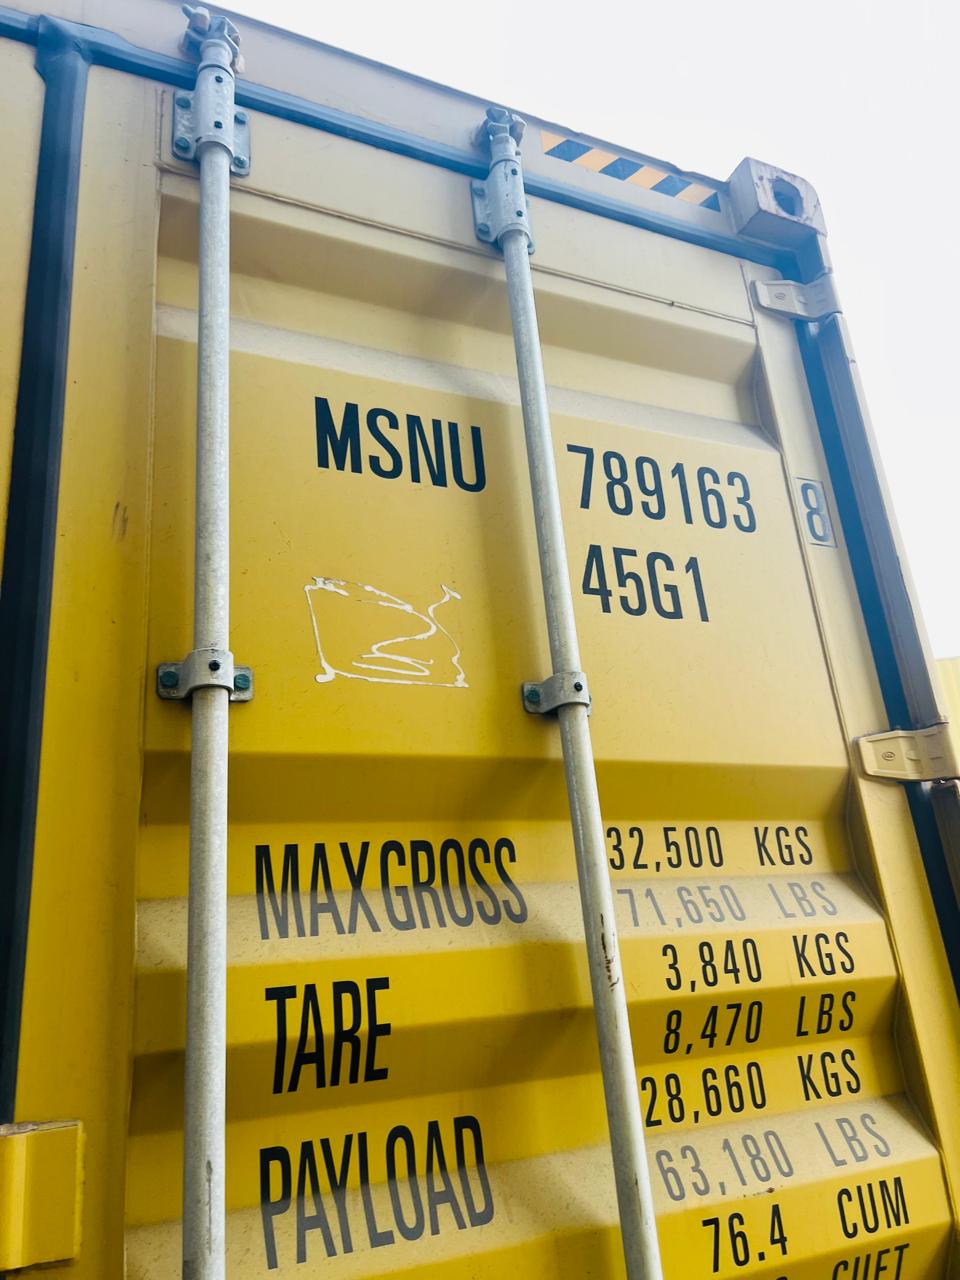 MSNU 789163 8
45G1
MAXGROSS 32,500 KGS
71,650 LBS
TARE 3,840 KGS
8,470 LBS
PAYLOAD 28,660 KGS
63,180 LBS
76.4 CUM
CUFT